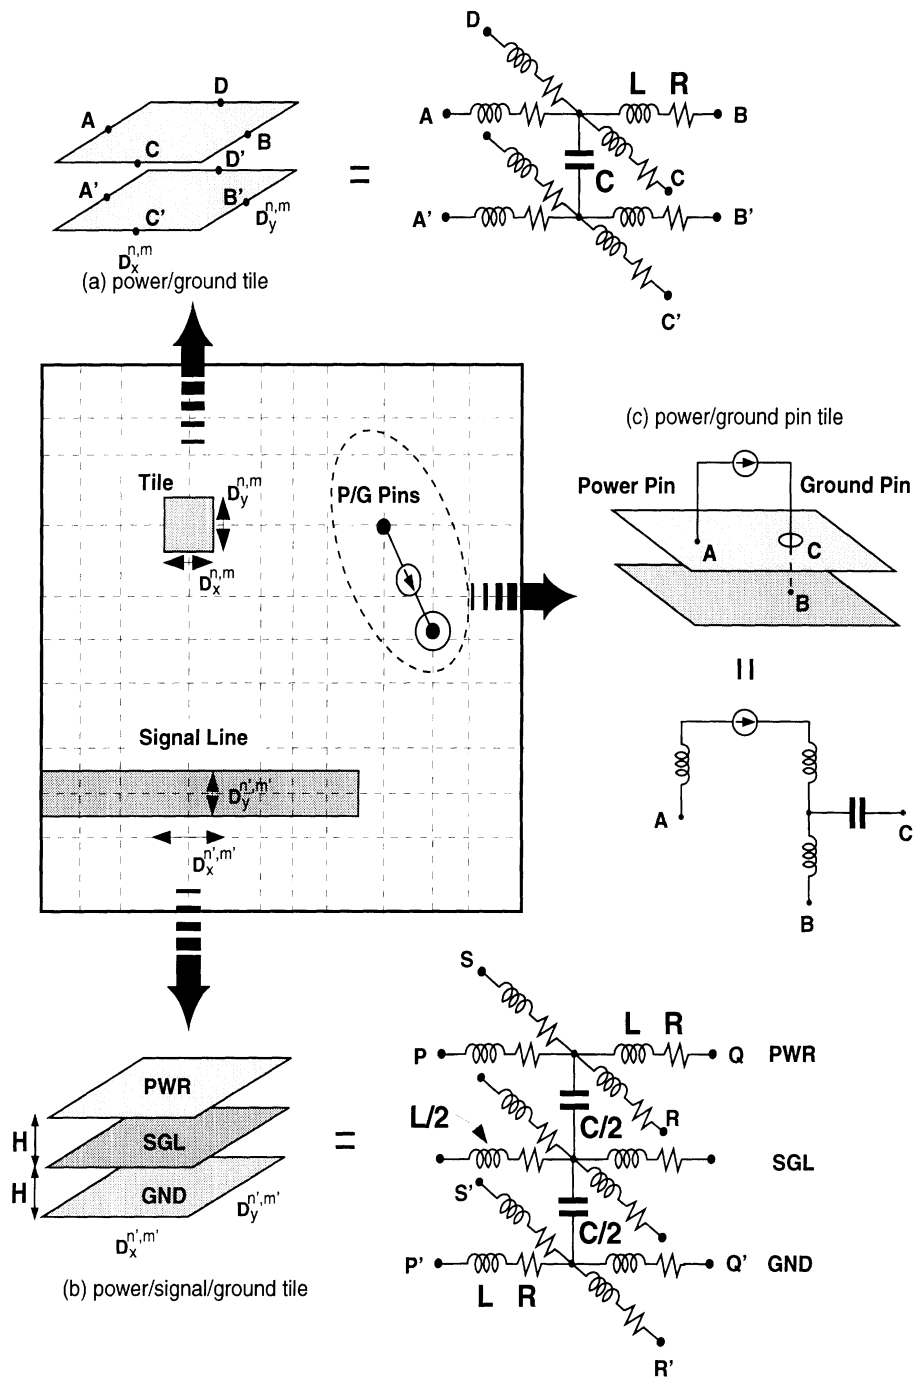 D
A
B
C
D'
A'
B'
C'
D_y^{n,m}
D_x^{n,m}
(a) power/ground tile
=
D
L R
A
B
C
C
A'
B'
C'
(c) power/ground pin tile
Tile
D_y^{n,m}
D_x^{n,m}
P/G Pins
Power Pin
Ground Pin
A
C
B
=
A
C
B
Signal Line
D_y^{n',m'}
D_x^{n',m'}
PWR
H
SGL
H
GND
D_y^{n',m'}
D_x^{n',m'}
(b) power/signal/ground tile
=
S
L R
P
Q PWR
C/2
R
L/2
SGL
S'
C/2
P'
Q' GND
L R
R'